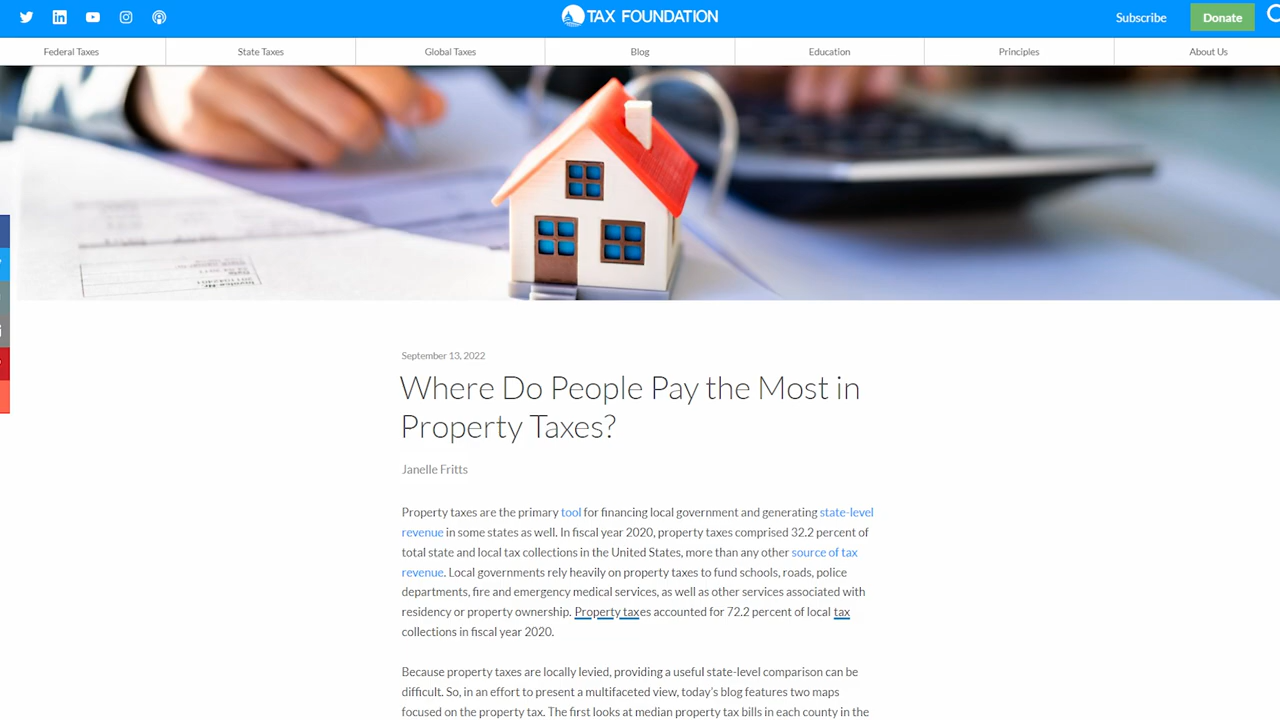 TAX FOUNDATION
Subscribe
Donate
Federal Taxes
State Taxes
Global Taxes
Blog
Education
Principles
About Us
September 13, 2022
Where Do People Pay the Most in
Property Taxes?
Janelle Fritts
Property taxes are the primary tool for financing local government and generating state-level
revenue in some states as well. In fiscal year 2020, property taxes comprised 32.2 percent of
total state and local tax collections in the United States, more than any other source of tax
revenue. Local governments rely heavily on property taxes to fund schools, roads, police
departments, fire and emergency medical services, as well as other services associated with
residency or property ownership. Property taxes accounted for 72.2 percent of local tax
collections in fiscal year 2020.
Because property taxes are locally levied, providing a useful state-level comparison can be
difficult. So, in an effort to present a multifaceted view, today's blog features two maps
focused on the property tax. The first looks at median property tax bills in each county in the